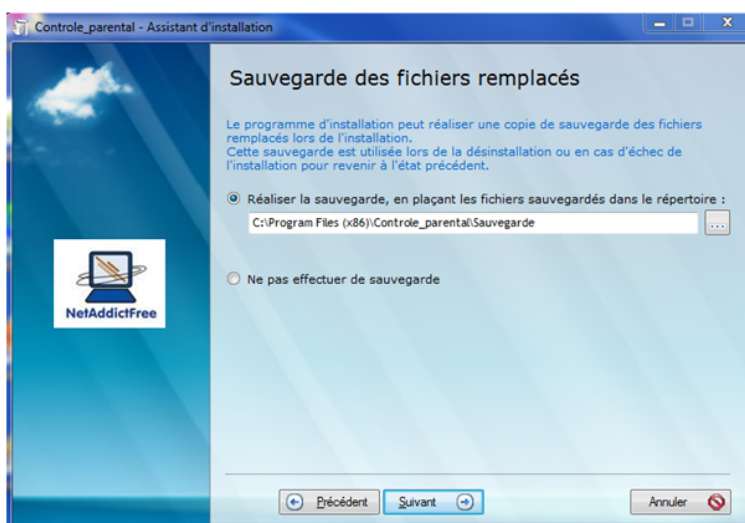 Controle_parental - Assistant d'installation
Sauvegarde des fichiers remplacés
Le programme d'installation peut réaliser une copie de sauvegarde des fichiers
remplacés lors de l'installation.
Cette sauvegarde est utilisée lors de la désinstallation ou en cas d'échec de
l'installation pour revenir à l'état précédent.
Réaliser la sauvegarde, en plaçant les fichiers sauvegardés dans le répertoire :
C:\Program Files (x86)\Controle_parental\Sauvegarde
...
Ne pas effectuer de sauvegarde
NetAddictFree
Précédent
Suivant
Annuler